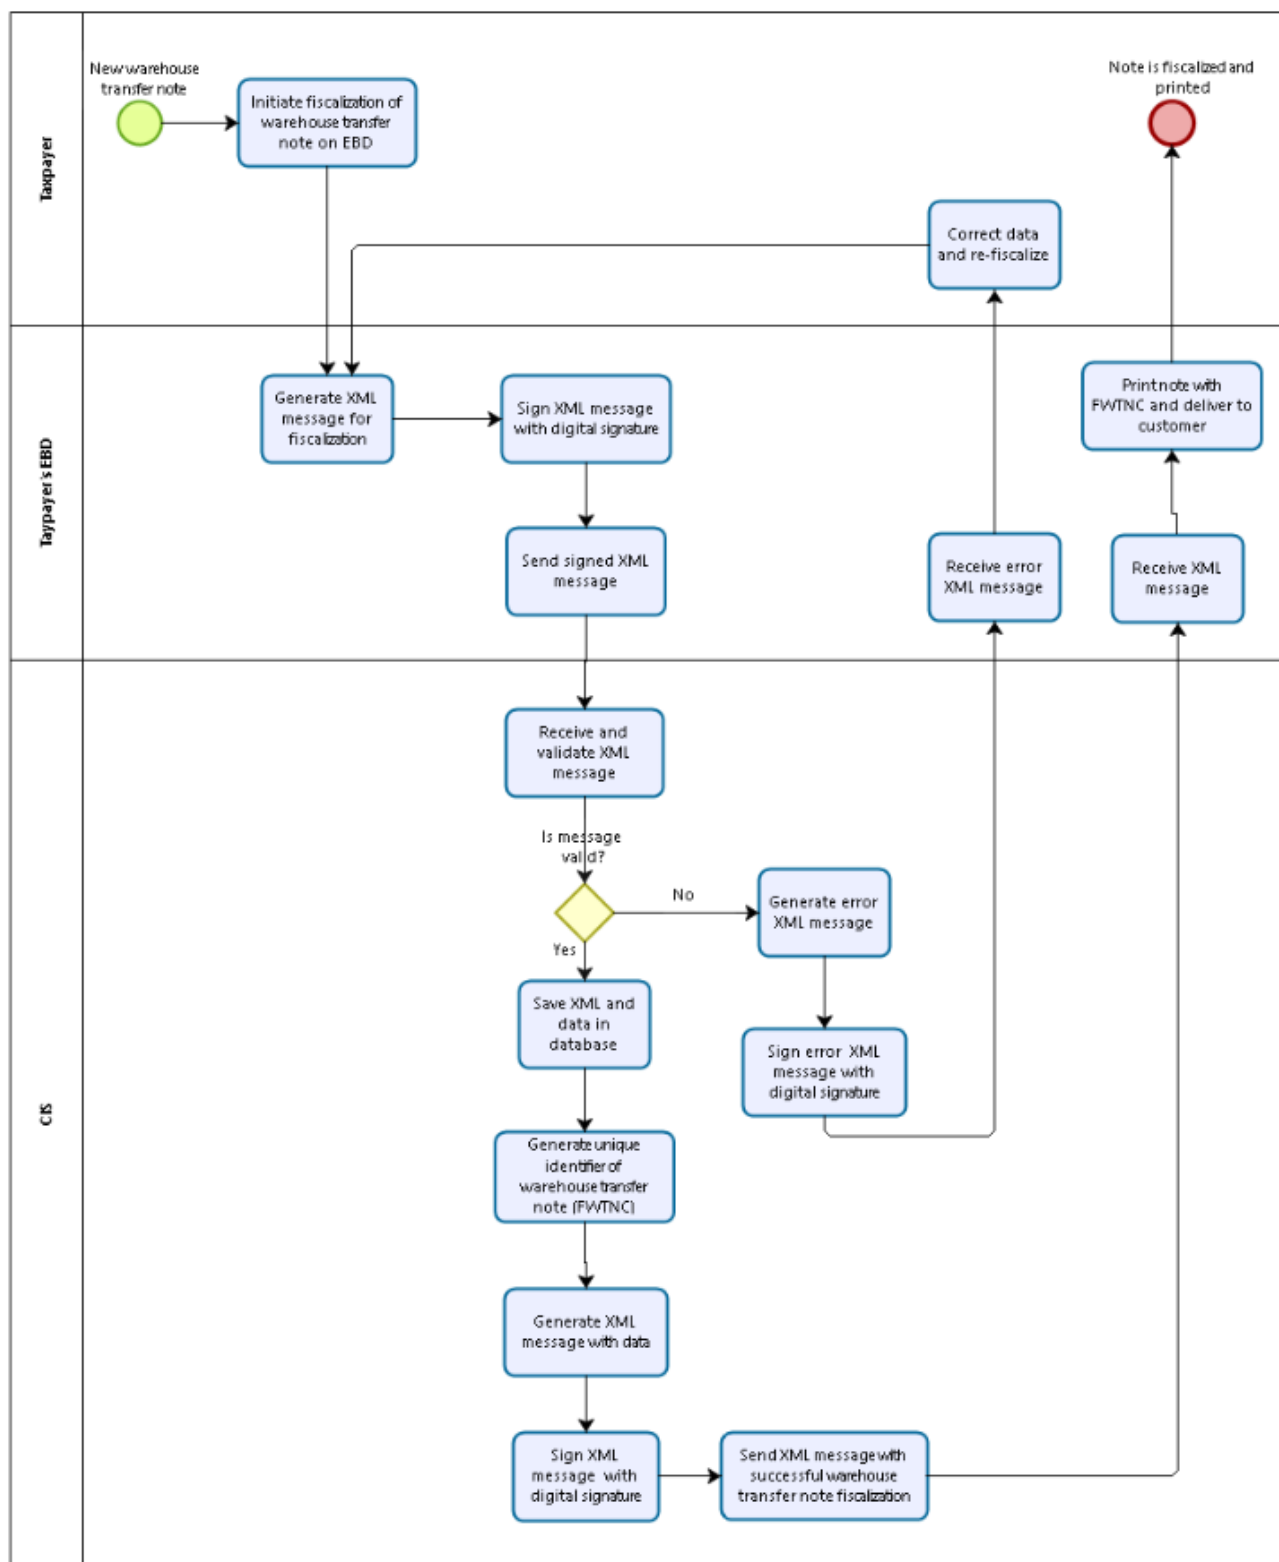 Taxpayer
New warehouse
transfer note
Initiate fiscalization of
warehouse transfer
note on EBD
Note is fiscalized and
printed
Correct data
and re-fiscalize
Taypayer's EBD
Generate XML
message for
fiscalization
Sign XML message
with digital signature
Send signed XML
message
Receive error
XML message
Print note with
FWTNC and deliver to
customer
Receive XML
message
CIS
Receive and
validate XML
message
Is message
valid?
No
Generate error
XML message
Sign error XML
message with
digital signature
Yes
Save XML and
data in
database
Generate unique
identifier of
warehouse transfer
note (FWTNC)
Generate XML
message with data
Sign XML
message with
digital signature
Send XML message with
successful warehouse
transfer note fiscalization